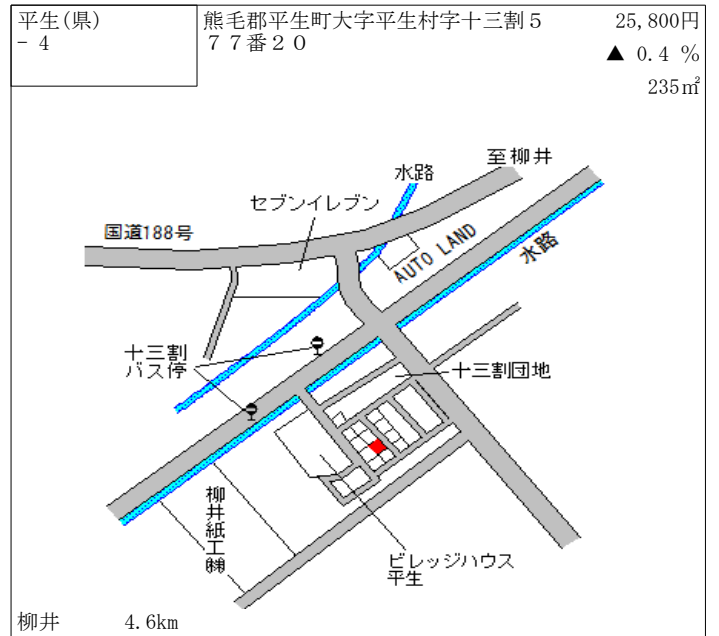 平生(県)
- 4
熊毛郡平生町大字平生村字十三割５
７７番２０
25,800円
▲ 0.4 %
235㎡
至柳井
水路
セブンイレブン
国道188号
AUTO LAND
水路
十三割
バス停
十三割団地
柳井紙工㈱
ビレッジハウス
平生
柳井 4.6km